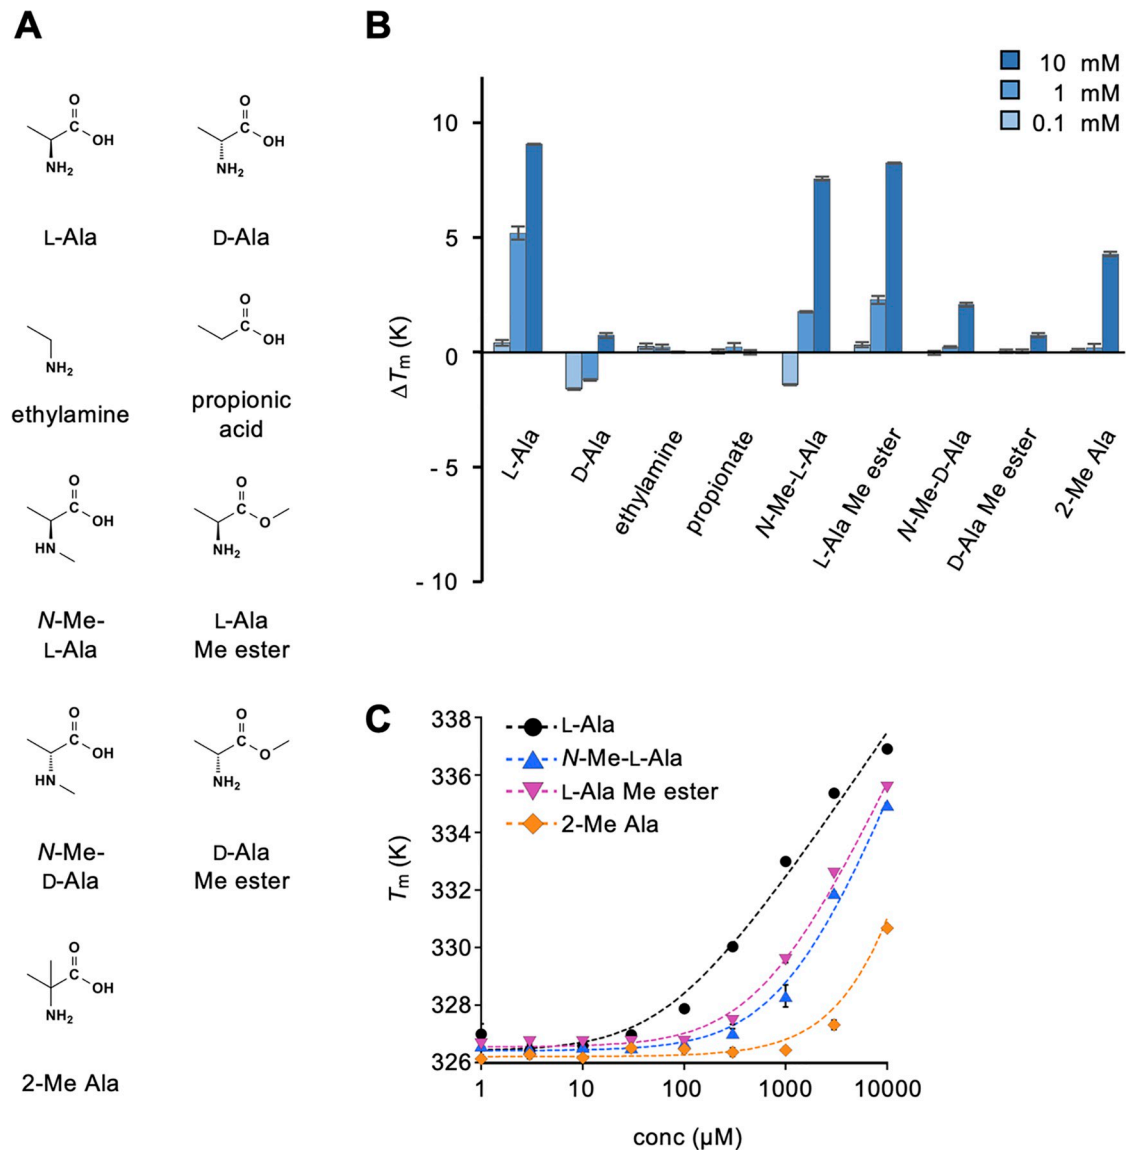 A
O
C
OH
NH2
L-Ala
O
C
OH
NH2
D-Ala
NH2
ethylamine
O
C
OH
propionic
acid
O
C
OH
HN
N-Me-
L-Ala
O
C
O
NH2
L-Ala
Me ester
O
C
OH
HN
N-Me-
D-Ala
O
C
O
NH2
D-Ala
Me ester
O
C
C
OH
NH2
2-Me Ala
B
10 mM
1 mM
0.1 mM
10
5
0
- 5
- 10
ΔTm (K)
L-Ala
D-Ala
ethylamine
propionate
N-Me-L-Ala
L-Ala Me ester
N-Me-D-Ala
D-Ala Me ester
2-Me Ala
C
L-Ala
N-Me-L-Ala
L-Ala Me ester
2-Me Ala
338
336
334
332
330
328
326
Tm (K)
1
10
100
1000
10000
conc (μM)